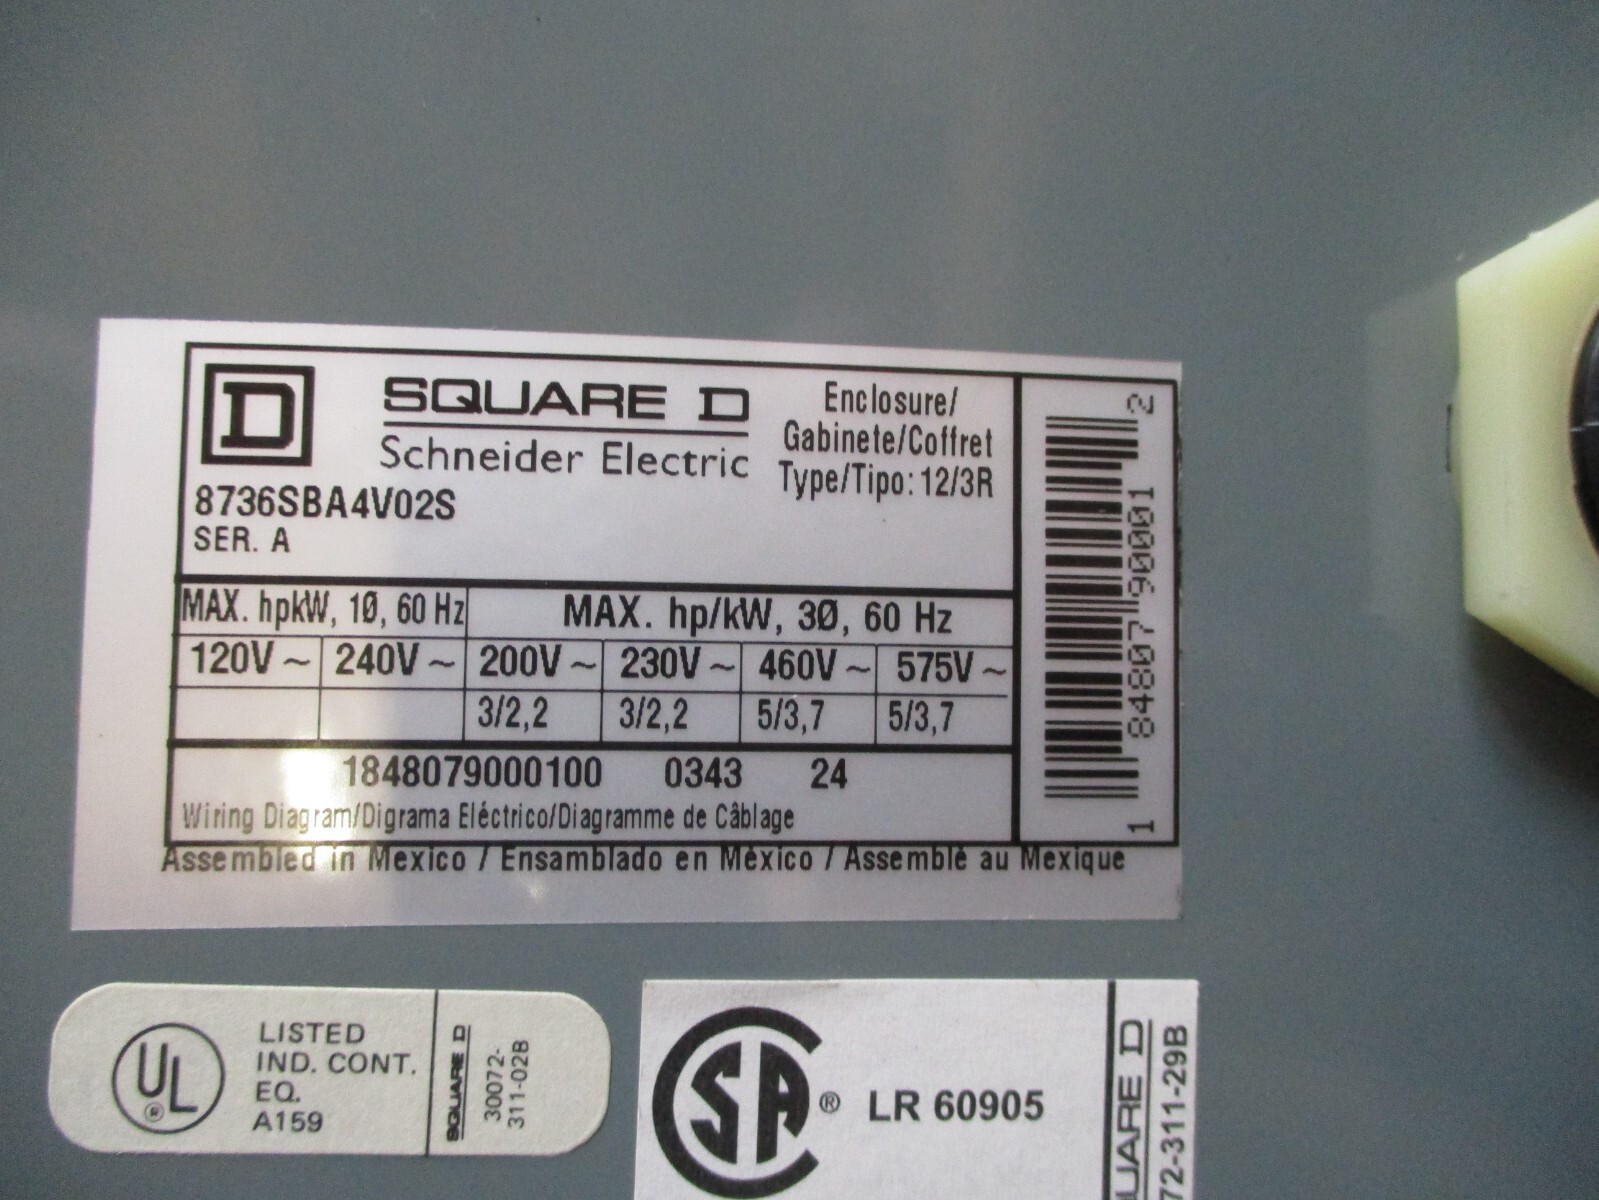 D
SQUARE D
Schneider Electric
Enclosure/
Gabinete/Coffret
Type/Tipo: 12/3R
8736SBA4V02S
SER. A
MAX. hpkW, 1Ø, 60 Hz
MAX. hp/kW, 3Ø, 60 Hz
120V ~ 240V ~ 200V ~ 230V ~ 460V ~ 575V ~
3/2,2 3/2,2 5/3,7 5/3,7
1848079000100 0343 24
Wiring Diagram/Digrama Eléctrico/Diagramme de Câblage
Assembled in Mexico / Ensamblado en México / Assemblé au Mexique
1 84807 90001 2
UL ®
LISTED
IND. CONT.
EQ.
A159
SQUARE D
30072-
311-02B
SA ®
LR 60905
QUARE D
72-311-29B